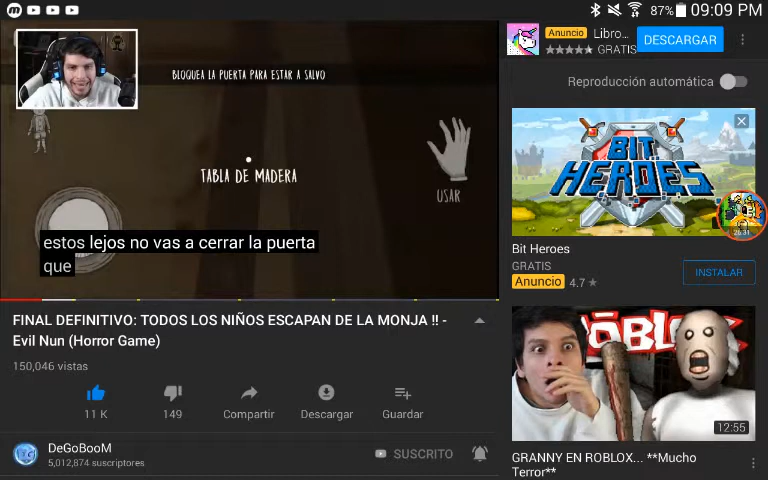 87% 09:09 PM
BLOQUEA LA PUERTA PARA ESTAR A SALVO
TABLA DE MADERA
USAR
estos lejos no vas a cerrar la puerta
que
FINAL DEFINITIVO: TODOS LOS NIÑOS ESCAPAN DE LA MONJA !! -
Evil Nun (Horror Game)
150,046 vistas
11 K
149
Compartir
Descargar
Guardar
DeGoBooM
5,012,874 suscriptores
SUSCRITO
Anuncio Libro...
GRATIS
DESCARGAR
Reproducción automática
BIT HEROES
Bit Heroes
GRATIS
Anuncio 4.7 ★
INSTALAR
ROBL
12:55
GRANNY EN ROBLOX... **Mucho
Terror**